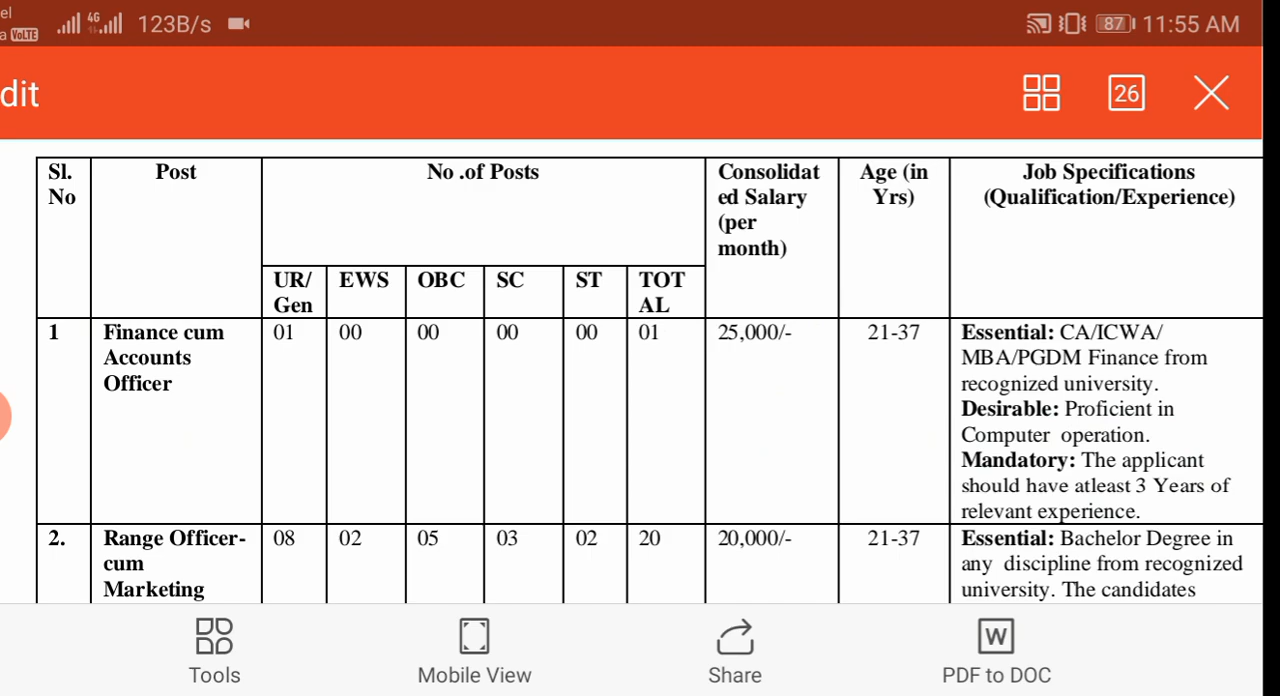 el
4G
123B/s
87
11:55 AM
a VoLTE
dit
26
Sl.
No
Post
No .of Posts
Consolidat
ed Salary
(per
month)
Age (in
Yrs)
Job Specifications
(Qualification/Experience)
UR/
Gen
EWS
OBC
SC
ST
TOT
AL
1
Finance cum
Accounts
Officer
01
00
00
00
00
01
25,000/-
21-37
Essential: CA/ICWA/
MBA/PGDM Finance from
recognized university.
Desirable: Proficient in
Computer operation.
Mandatory: The applicant
should have atleast 3 Years of
relevant experience.
2.
Range Officer-
cum
Marketing
08
02
05
03
02
20
20,000/-
21-37
Essential: Bachelor Degree in
any discipline from recognized
university. The candidates
Tools
Mobile View
Share
W
PDF to DOC